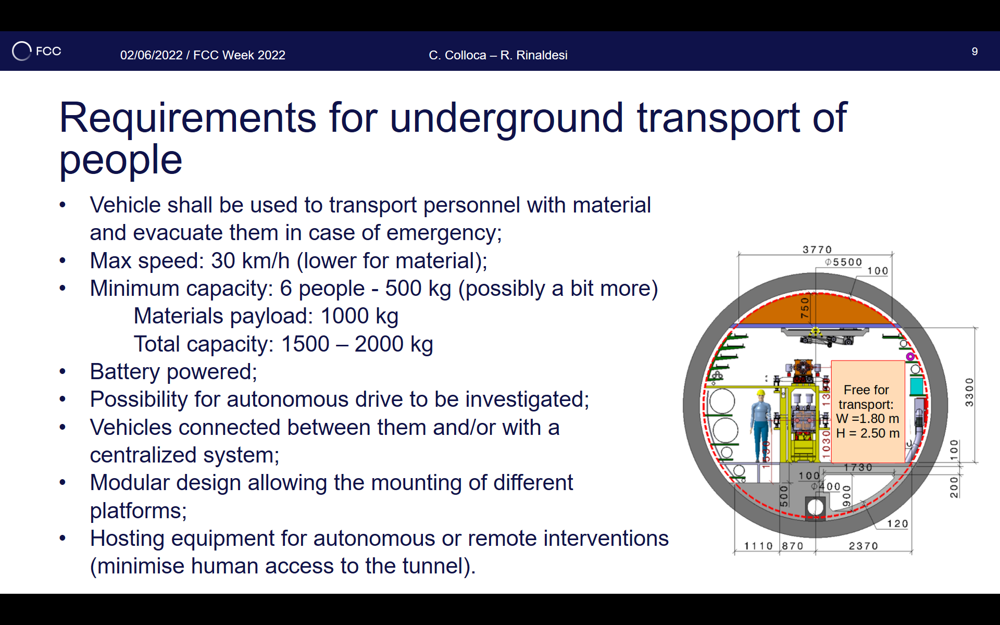 FCC
02/06/2022 / FCC Week 2022
C. Colloca – R. Rinaldesi
9
Requirements for underground transport of
people
• Vehicle shall be used to transport personnel with material
and evacuate them in case of emergency;
• Max speed: 30 km/h (lower for material);
• Minimum capacity: 6 people - 500 kg (possibly a bit more)
Materials payload: 1000 kg
Total capacity: 1500 – 2000 kg
• Battery powered;
• Possibility for autonomous drive to be investigated;
• Vehicles connected between them and/or with a
centralized system;
• Modular design allowing the mounting of different
platforms;
• Hosting equipment for autonomous or remote interventions
(minimise human access to the tunnel).
3770
∅5500
100
750
Free for
transport:
W =1.80 m
H = 2.50 m
3300
1030
1530
100
1730
100
∅400
500
900
200
120
1110
870
2370